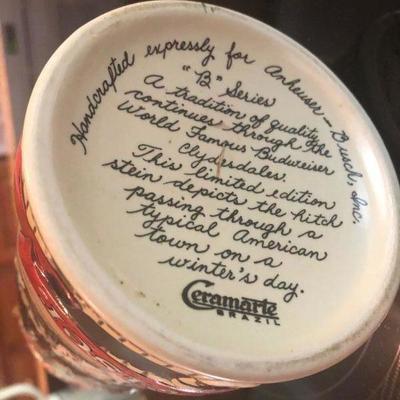 Handcrafted expressly for Anheuser-Busch, Inc.
"B" Series
A tradition of quality
continues through the
World Famous Budweiser
Clydesdales.
This limited edition
stein depicts the hitch
passing through a
typical American
town on a
winter's day.
Ceramarte
BRAZIL